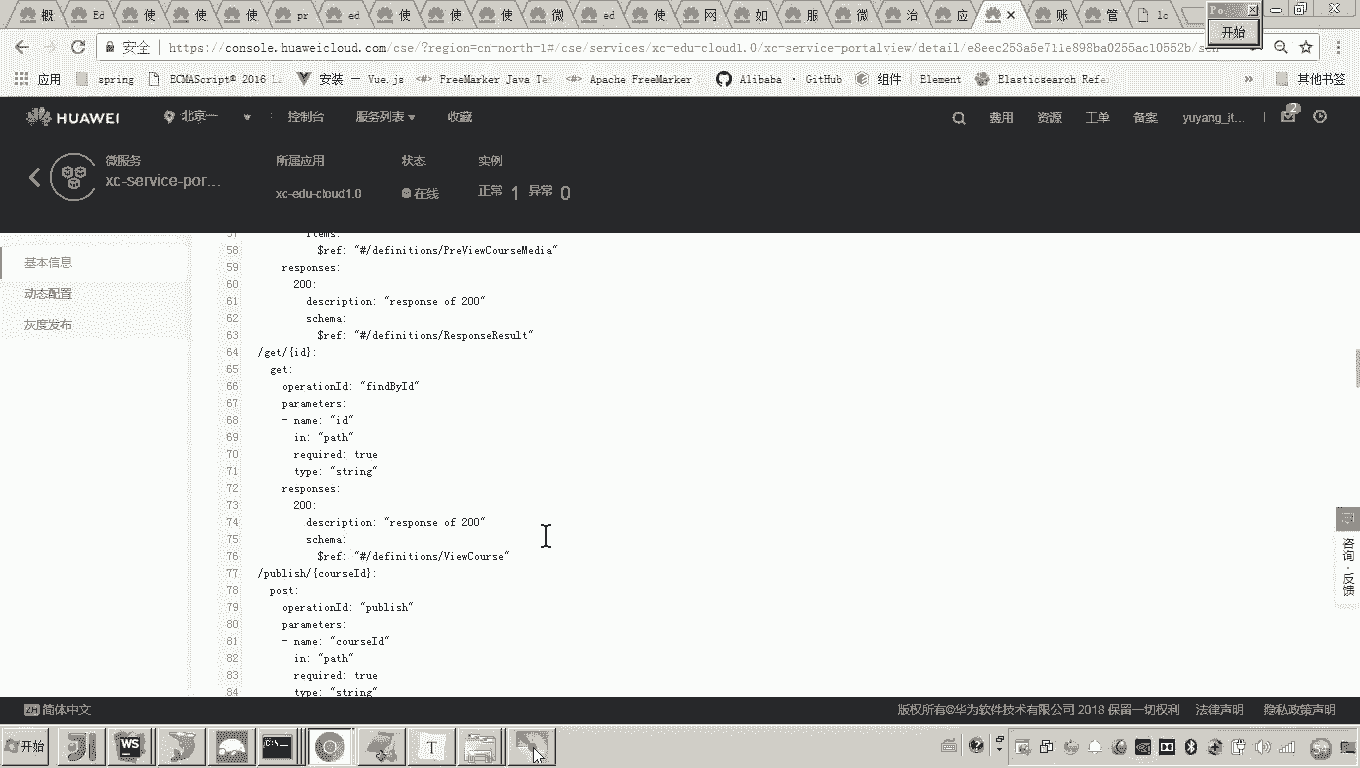 概 Ed 使 使 使 使 pr ed 使 使 使 微 ed 使 网 如 服 微 治 应 × 账 管 lc
开始
安全 https://console.huaweicloud.com/cse/?region=cn-north-1#/cse/services/xc-edu-cloud1.0/xc-service-portalview/detail/e8eec253a5e711e898ba0255ac10552b/
应用 spring ECMAScript® 2016 安装 — Vue.js FreeMarker Java Apache FreeMarker Alibaba · GitHub 组件 Element Elasticsearch » 其他书签
HUAWEI 北京一 控制台 服务列表 收藏 费用 资源 工单 备案 yuyang_it... 2
微服务 所属应用 状态 实例
xc-service-por... xc-edu-cloud1.0 在线 正常 1 异常 0
57 items:
58 $ref: "#/definitions/PreViewCourseMedia"
59 responses:
60 200:
61 description: "response of 200"
62 schema:
63 $ref: "#/definitions/ResponseResult"
64 /get/{id}:
65 get:
66 operationId: "findById"
67 parameters:
68 - name: "id"
69 in: "path"
70 required: true
71 type: "string"
72 responses:
73 200:
74 description: "response of 200"
75 schema:
76 $ref: "#/definitions/ViewCourse"
77 /publish/{courseId}:
78 post:
79 operationId: "publish"
80 parameters:
81 - name: "courseId"
82 in: "path"
83 required: true
84 type: "string"
基本信息
动态配置
灰度发布
咨询·反馈
简体中文 版权所有©华为软件技术有限公司 2018 保留一切权利 法律声明 隐私政策声明
开始 WS T